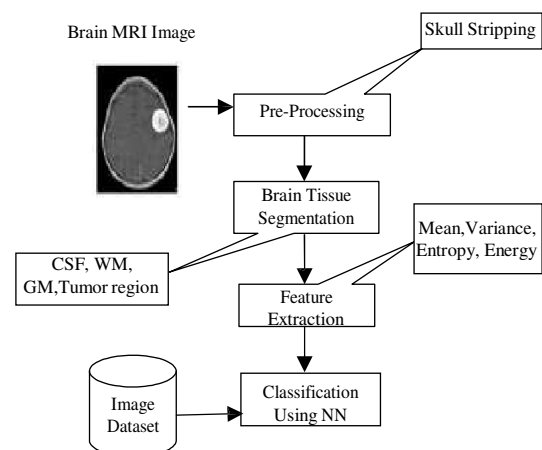 Brain MRI Image
Skull Stripping
Pre-Processing
Brain Tissue
Segmentation
Mean,Variance,
Entropy, Energy
CSF, WM,
GM,Tumor region
Feature
Extraction
Classification
Using NN
Image
Dataset